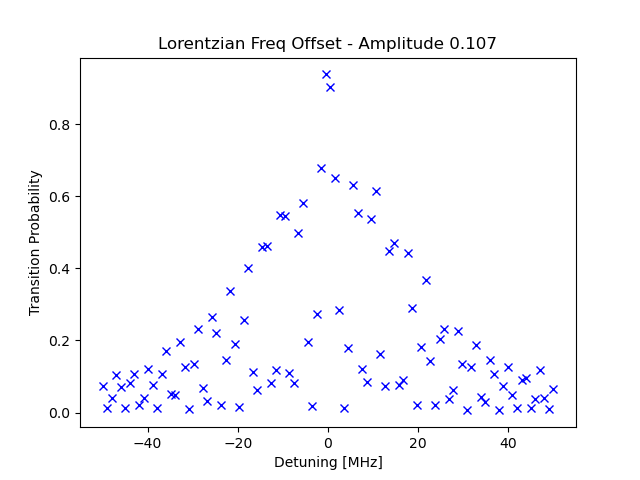 Lorentzian Freq Offset - Amplitude 0.107
Transition Probability
0.8
0.6
0.4
0.2
0.0
−40 −20 0 20 40
Detuning [MHz]